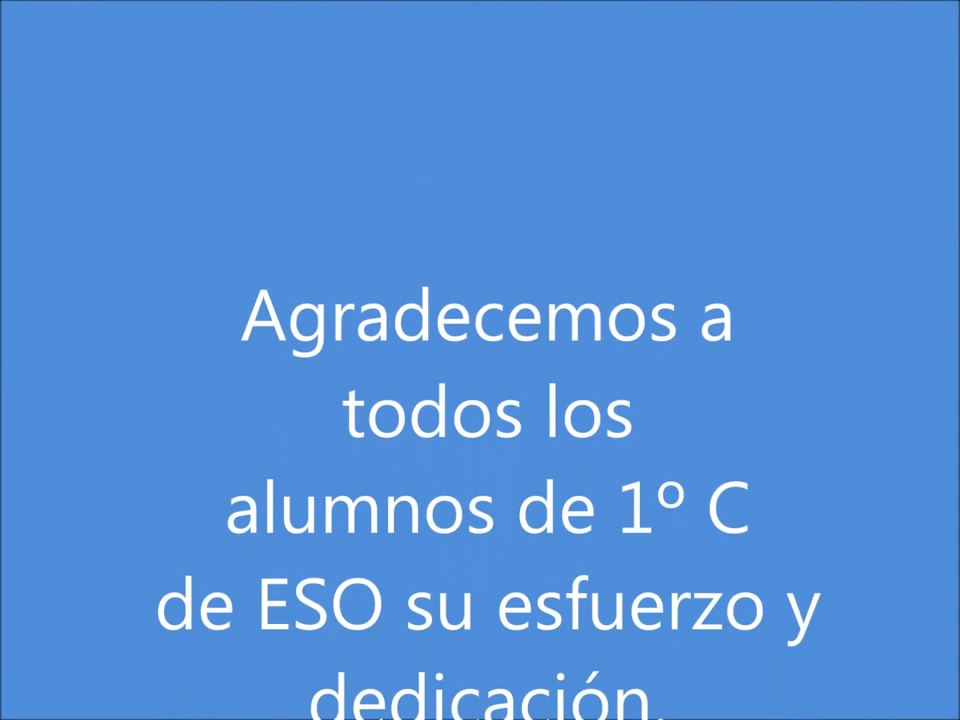 Agradecemos a
todos los
alumnos de 1º C
de ESO su esfuerzo y
dedicación.